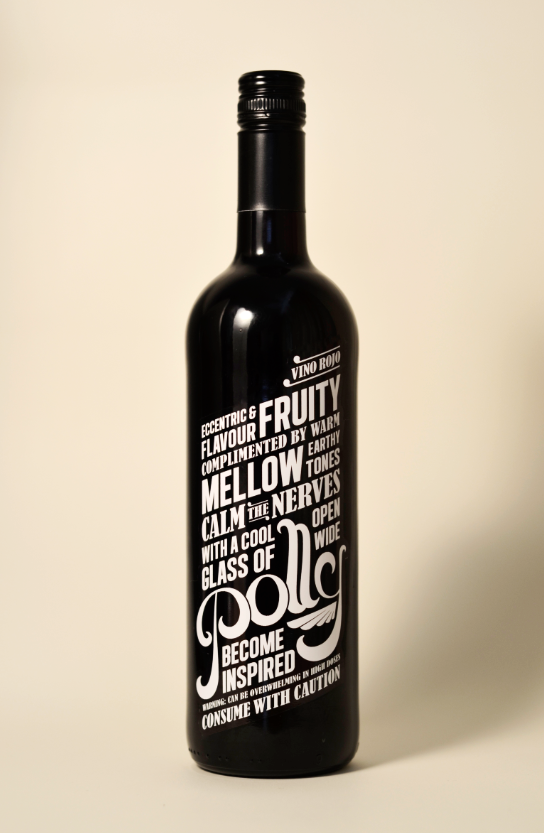 VINO ROJO
ECCENTRIC & FRUITY
FLAVOUR
COMPLIMENTED BY WARM
MELLOW EARTHY
TONES
CALM THE NERVES
WITH A COOL OPEN
GLASS OF WIDE
Polly
BECOME
INSPIRED
WARNING: CAN BE OVERWHELMING IN HIGH DOSES
CONSUME WITH CAUTION